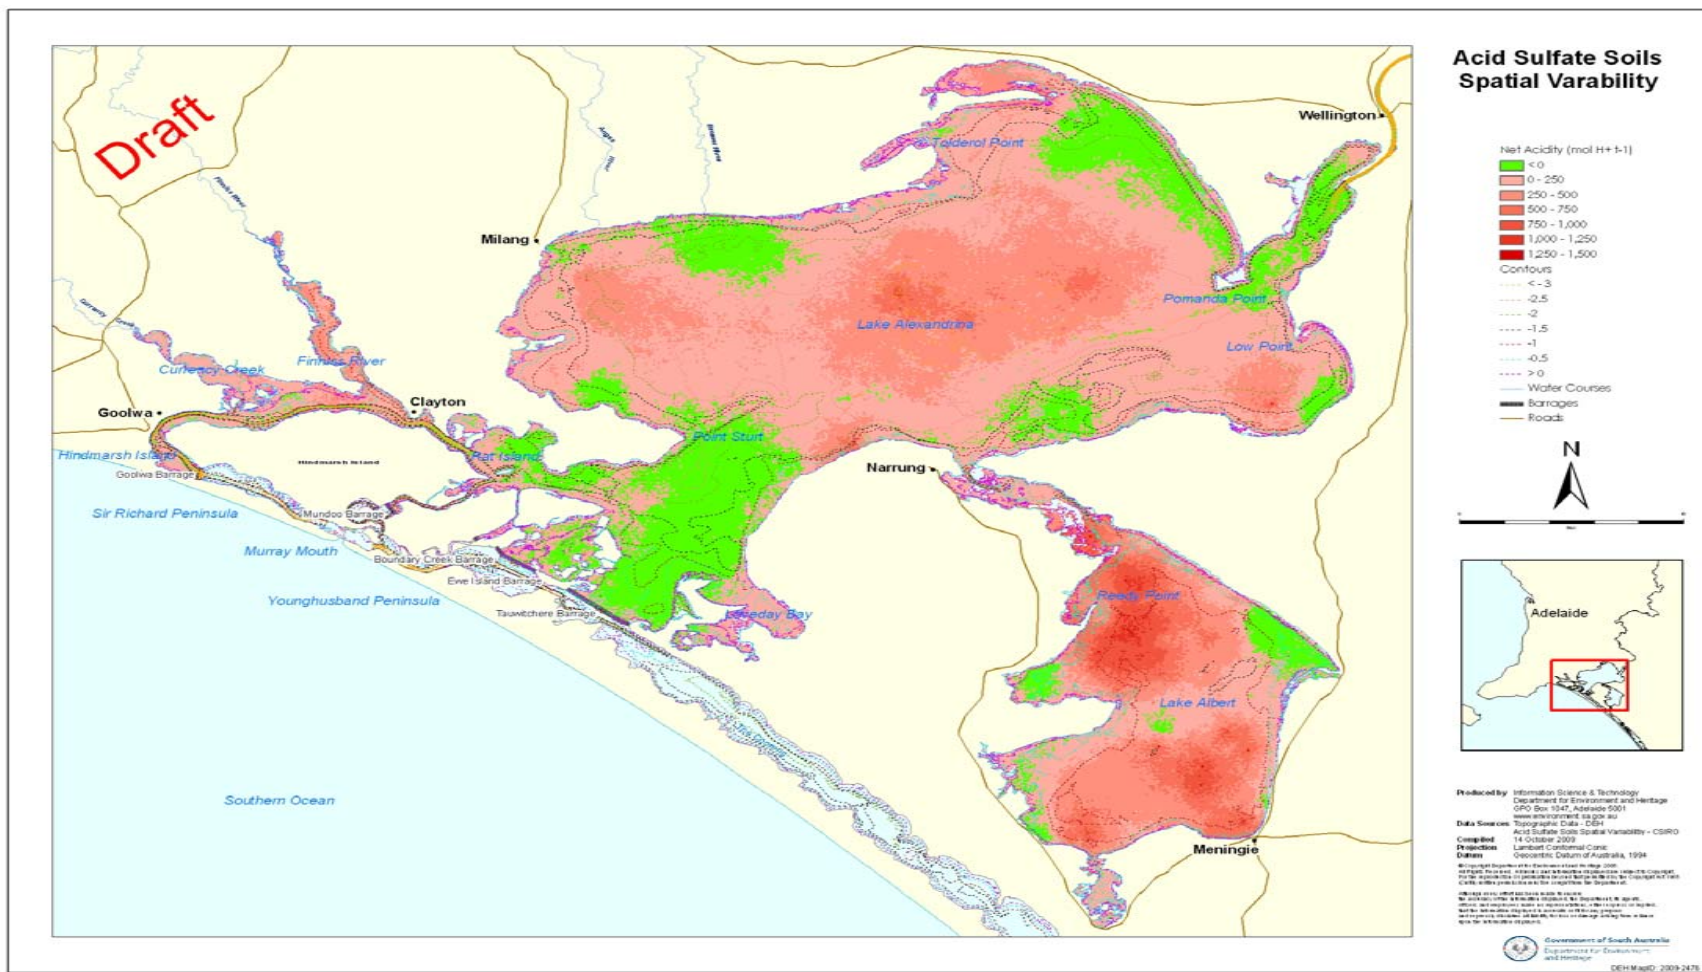 Acid Sulfate Soils
Spatial Varability
Draft
Wellington
Tolderol Point
Milang
Pomanda Point
Lake Alexandrina
Low Point
Finniss River
Currency Creek
Clayton
Goolwa
Point Sturt
Hindmarsh Island
Hindmarsh Island
Rat Island
Narrung
Goolwa Barrage
Sir Richard Peninsula
Mundoo Barrage
Murray Mouth
Boundary Creek Barrage
Ewe Island Barrage
Reedy Point
Younghusband Peninsula
Tauwitchere Barrage
Loveday Bay
Lake Albert
Southern Ocean
Meningie
Net Acidity (mol H+ t-1)
< 0
0 - 250
250 - 500
500 - 750
750 - 1,000
1,000 - 1,250
1,250 - 1,500
Contours
< - 3
-2.5
-2
-1.5
-1
-0.5
> 0
Water Courses
Barrages
Roads
N
Adelaide
Produced by Information Science & Technology
Department for Environment and Heritage
GPO Box 1047, Adelaide 5001
www.environment.sa.gov.au
Data Sources Topographic Data - DEH
Acid Sulfate Soils Spatial Variability - CSIRO
Compiled 14 October 2009
Projection Lambert Conformal Conic
Datum Geocentric Datum of Australia, 1994
Government of South Australia
Department for Environment
and Heritage
DEH MapID: 2009-2478